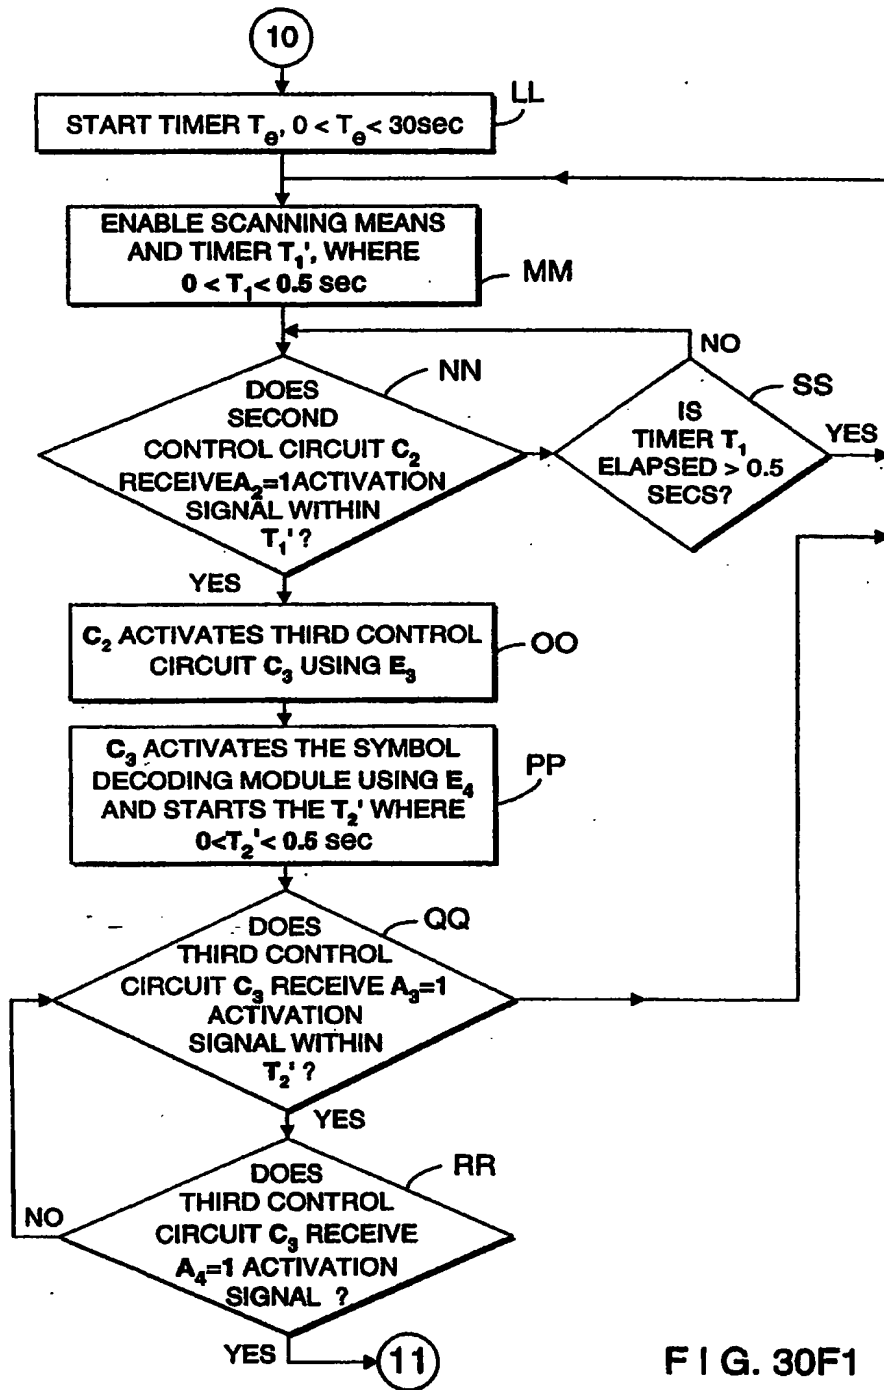 10
LL
START TIMER Tₑ, 0 < Tₑ < 30sec
ENABLE SCANNING MEANS
AND TIMER T₁', WHERE
0 < T₁ < 0.5 sec
MM
NO
NN
DOES
SECOND
CONTROL CIRCUIT C₂
RECEIVEA₂=1ACTIVATION
SIGNAL WITHIN
T₁' ?
SS
IS
TIMER T₁
ELAPSED > 0.5
SECS?
YES
YES
C₂ ACTIVATES THIRD CONTROL
CIRCUIT C₃ USING E₃
OO
C₃ ACTIVATES THE SYMBOL
DECODING MODULE USING E₄
AND STARTS THE T₂' WHERE
0<T₂'< 0.5 sec
PP
QQ
DOES
THIRD CONTROL
CIRCUIT C₃ RECEIVE A₃=1
ACTIVATION
SIGNAL WITHIN
T₂' ?
YES
RR
DOES
THIRD CONTROL
CIRCUIT C₃ RECEIVE
A₄=1 ACTIVATION
SIGNAL ?
NO
YES
11
FIG. 30F1